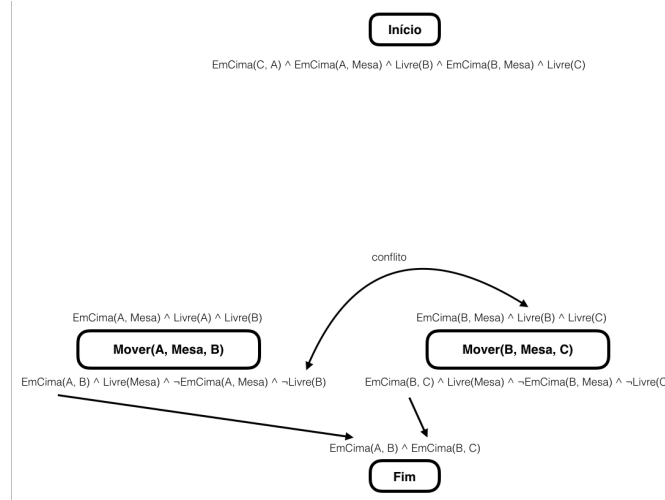 Início
EmCima(C, A) ^ EmCima(A, Mesa) ^ Livre(B) ^ EmCima(B, Mesa) ^ Livre(C)
conflito
EmCima(A, Mesa) ^ Livre(A) ^ Livre(B)
EmCima(B, Mesa) ^ Livre(B) ^ Livre(C)
Mover(A, Mesa, B)
Mover(B, Mesa, C)
EmCima(A, B) ^ Livre(Mesa) ^ ¬EmCima(A, Mesa) ^ ¬Livre(B)
EmCima(B, C) ^ Livre(Mesa) ^ ¬EmCima(B, Mesa) ^ ¬Livre(C
EmCima(A, B) ^ EmCima(B, C)
Fim